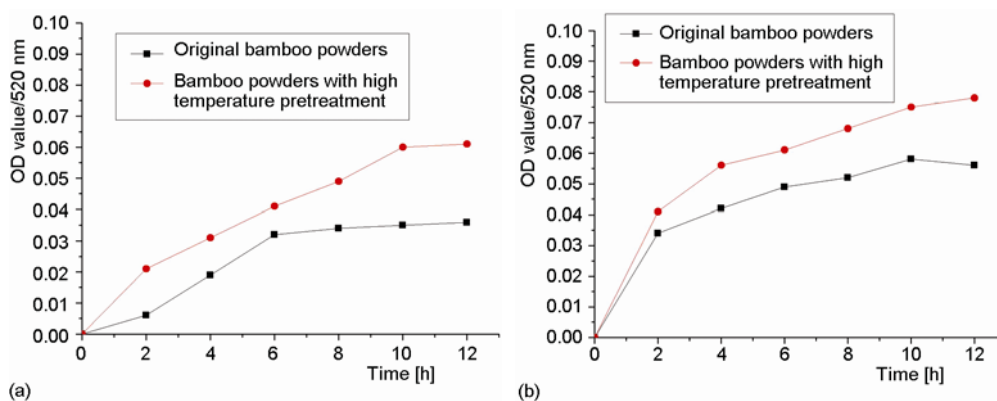 OD value/520 nm
0.10
0.09
0.08
0.07
0.06
0.05
0.04
0.03
0.02
0.01
0.00
Original bamboo powders
Bamboo powders with high
temperature pretreatment
0 2 4 6 8 10 12
Time [h]
(a)
OD value/520 nm
0.10
0.09
0.08
0.07
0.06
0.05
0.04
0.03
0.02
0.01
0.00
Original bamboo powders
Bamboo powders with high
temperature pretreatment
0 2 4 6 8 10 12
Time [h]
(b)